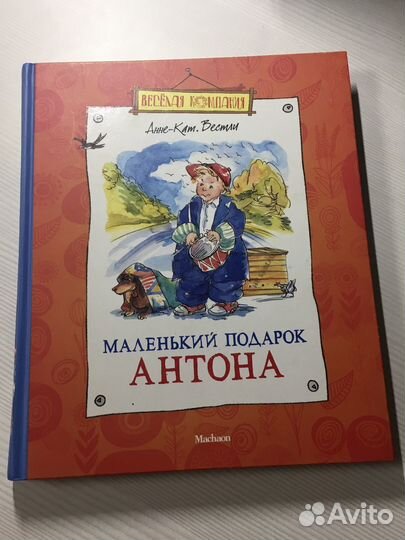 ВЕСЁЛАЯ КОМПАНИЯ
Анне-Кат. Вестли
МАЛЕНЬКИЙ ПОДАРОК
АНТОНА
Machaon
Avito